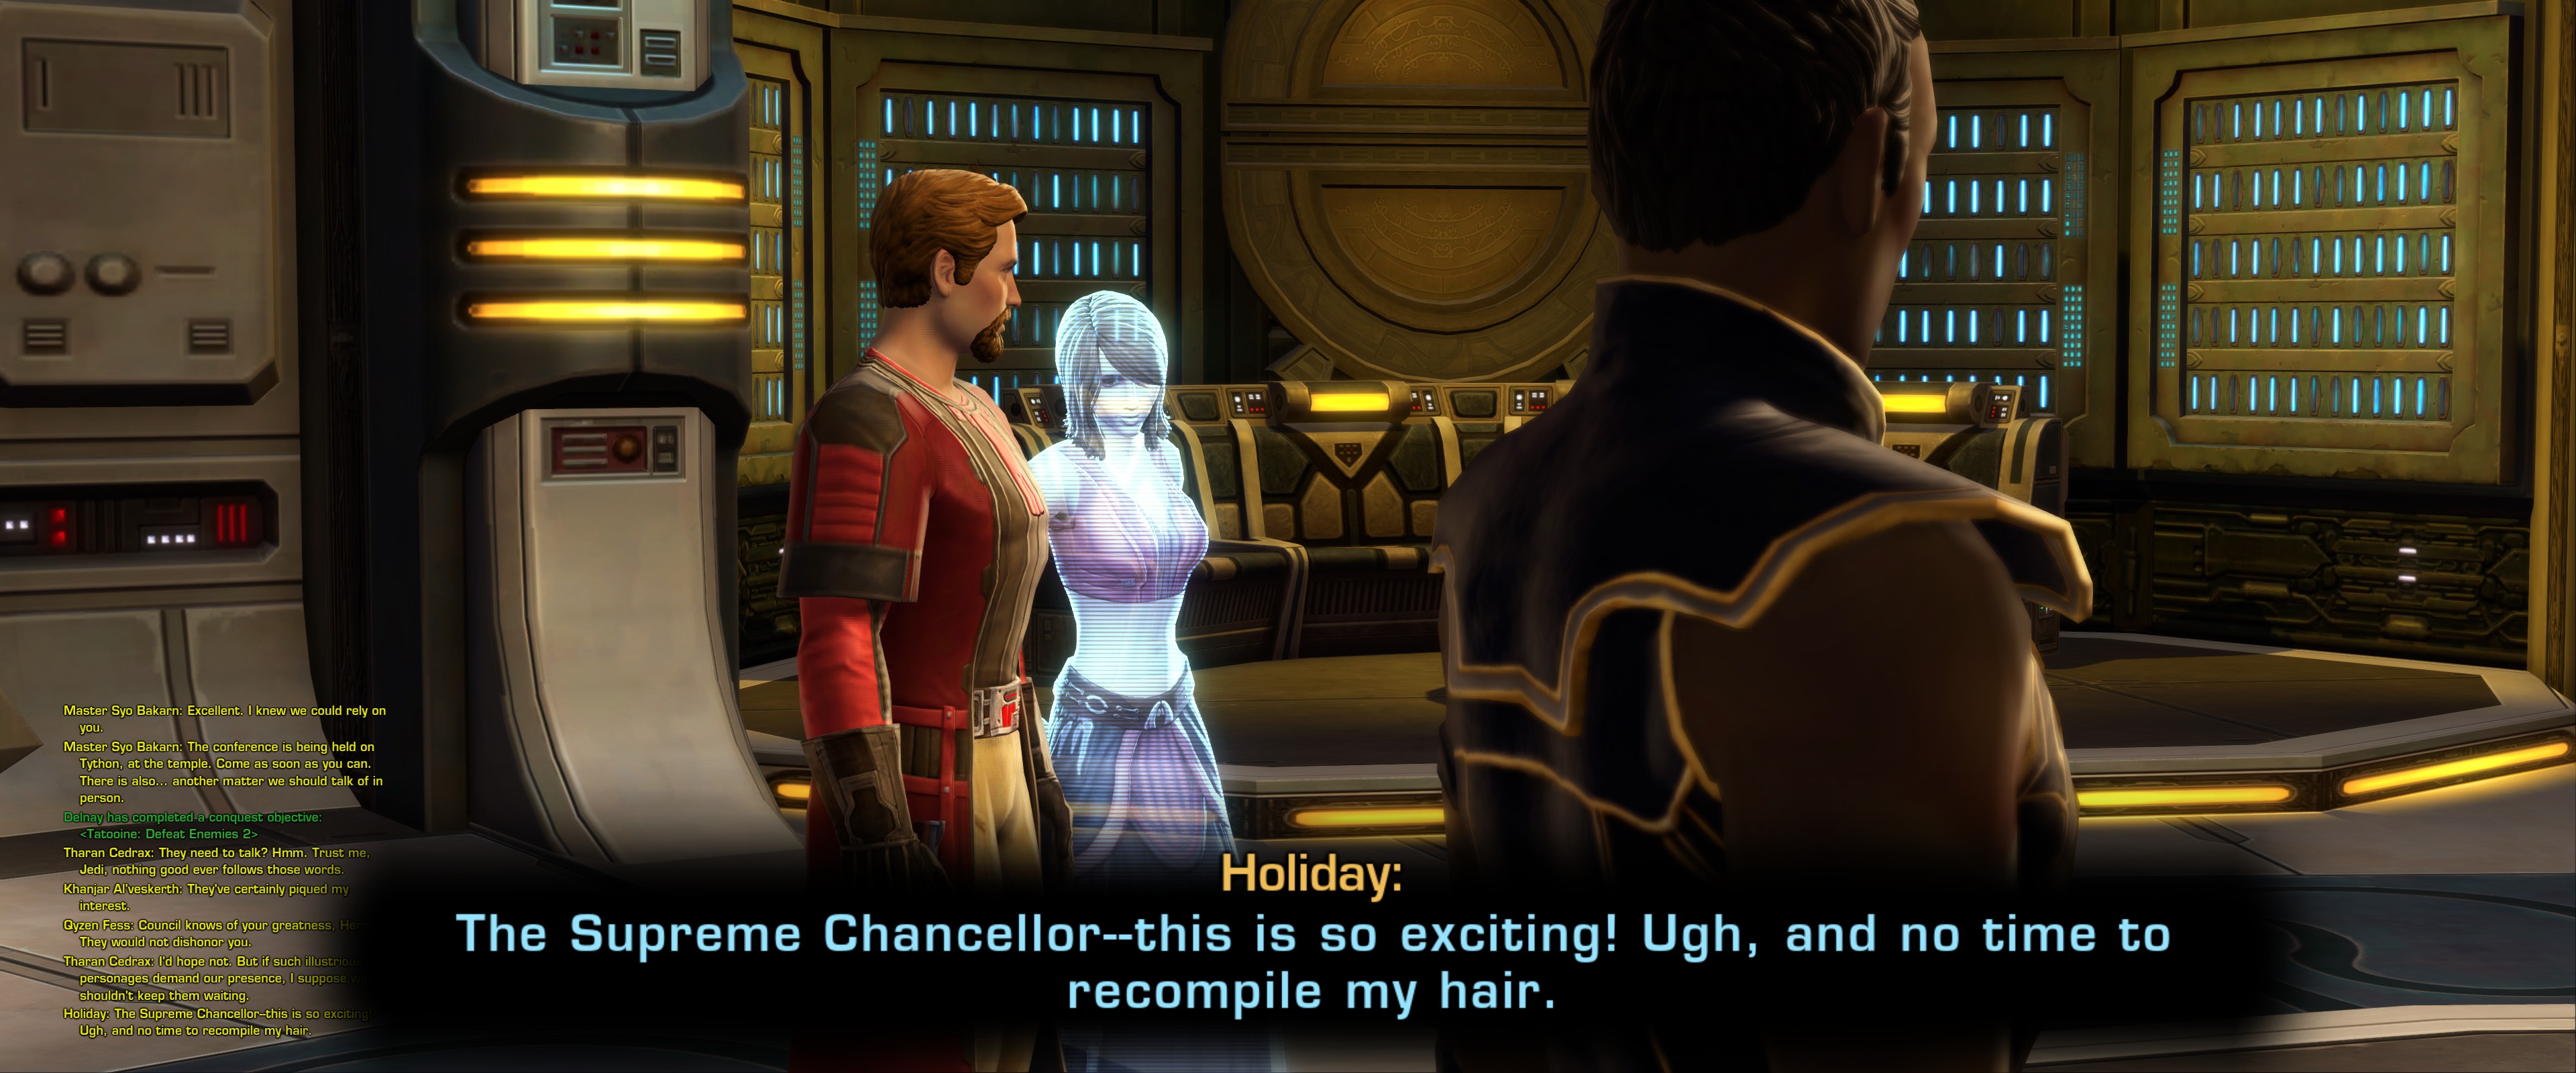 Master Syo Bakarn: Excellent. I knew we could rely on
you.
Master Syo Bakarn: The conference is being held on
Tython, at the temple. Come as soon as you can.
There is also... another matter we should talk of in
person.
Delnay has completed a conquest objective:
<Tatooine: Defeat Enemies 2>
Tharan Cedrax: They need to talk? Hmm. Trust me,
Jedi, nothing good ever follows those words.
Khanjar Al'veskerth: They've certainly piqued my
interest.
Qyzen Fess: Council knows of your greatness,
They would not dishonor you.
Tharan Cedrax: I'd hope not. But if such illustrious
personages demand our presence, I suppose
shouldn't keep them waiting.
Holiday: The Supreme Chancellor--this is so exciting!
Ugh, and no time to recompile my hair.
Holiday:
The Supreme Chancellor--this is so exciting! Ugh, and no time to
recompile my hair.